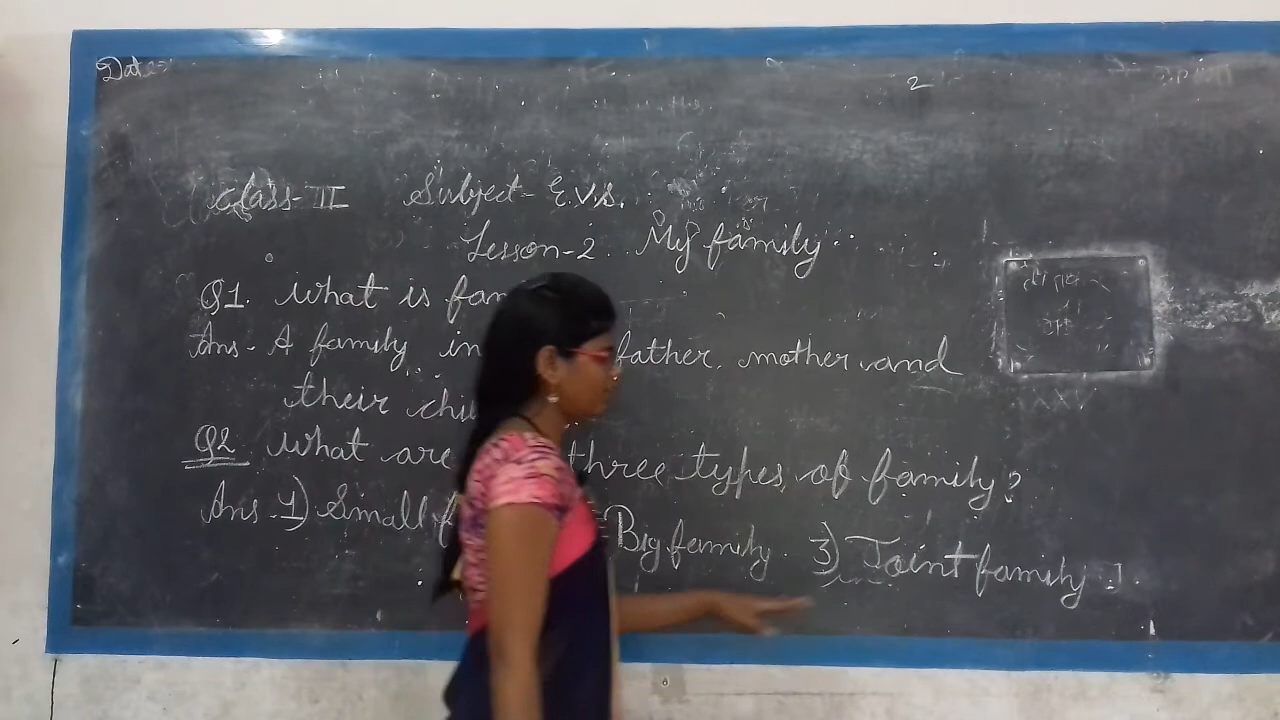 Date:
2
Class-II Subject- E.V.S.
Lesson-2. My family
Q1. What is fam
Ans- A family in father, mother and
their chi
Q2 What are three types of family?
Ans 1) Small f Big family. 3) Joint family.